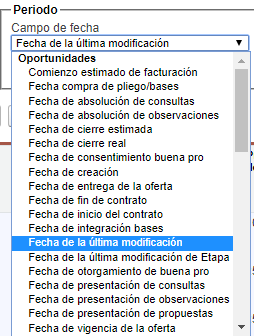 Periodo
Campo de fecha
Fecha de la última modificación
Oportunidades
Comienzo estimado de facturación
Fecha compra de pliego/bases
Fecha de absolución de consultas
Fecha de absolución de observaciones
Fecha de cierre estimada
Fecha de cierre real
Fecha de consentimiento buena pro
Fecha de creación
Fecha de entrega de la oferta
Fecha de fin de contrato
Fecha de inicio del contrato
Fecha de integración bases
Fecha de la última modificación
Fecha de la última modificación de Etapa
Fecha de otorgamiento de buena pro
Fecha de presentación de consultas
Fecha de presentación de observaciones
Fecha de presentación de propuestas
Fecha de vigencia de la oferta